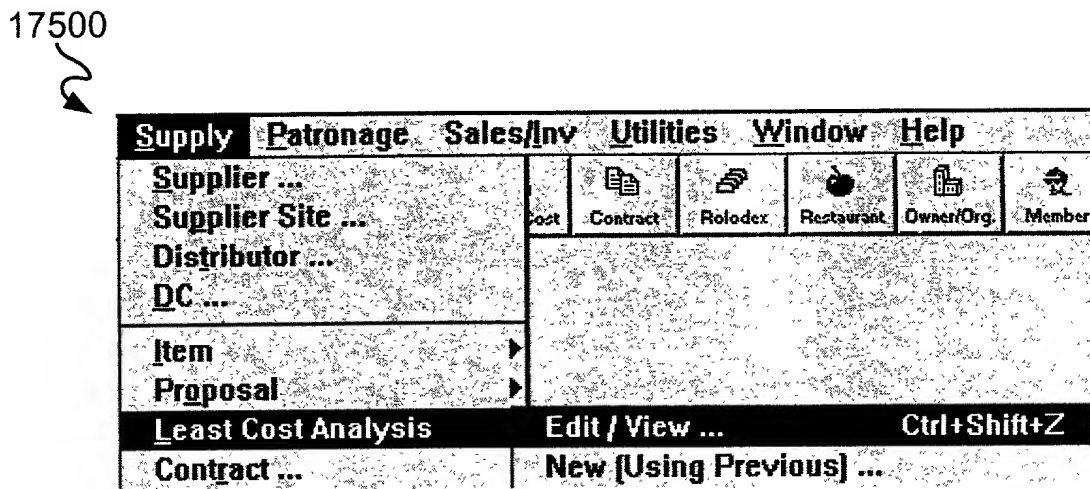 17500
Supply Patronage Sales/Inv Utilities Window Help
Supplier ...
Supplier Site ...
Distributor ...
DC ...
Cost Contract Rolodex Restaurant Owner/Org. Member
Item
Proposal
Least Cost Analysis Edit / View ... Ctrl+Shift+Z
Contract ... New (Using Previous) ...